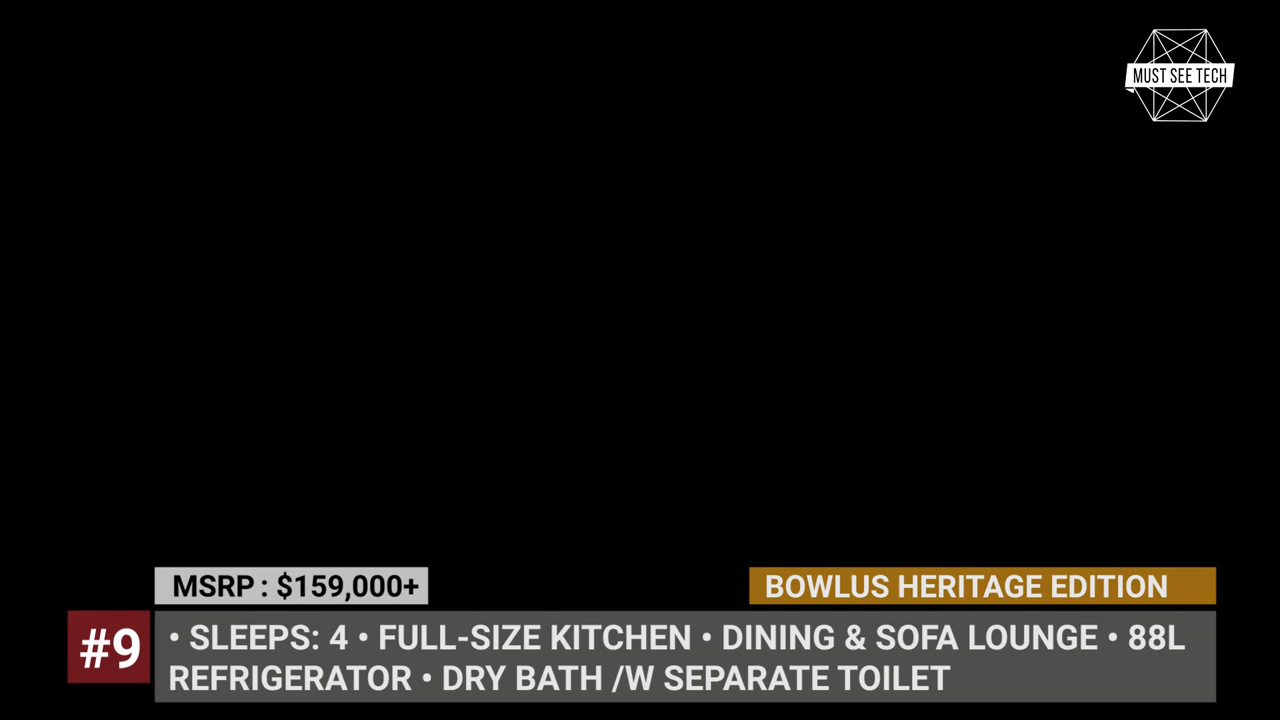 MUST SEE TECH
MSRP : $159,000+
BOWLUS HERITAGE EDITION
#9
• SLEEPS: 4 • FULL-SIZE KITCHEN • DINING & SOFA LOUNGE • 88L
REFRIGERATOR • DRY BATH /W SEPARATE TOILET